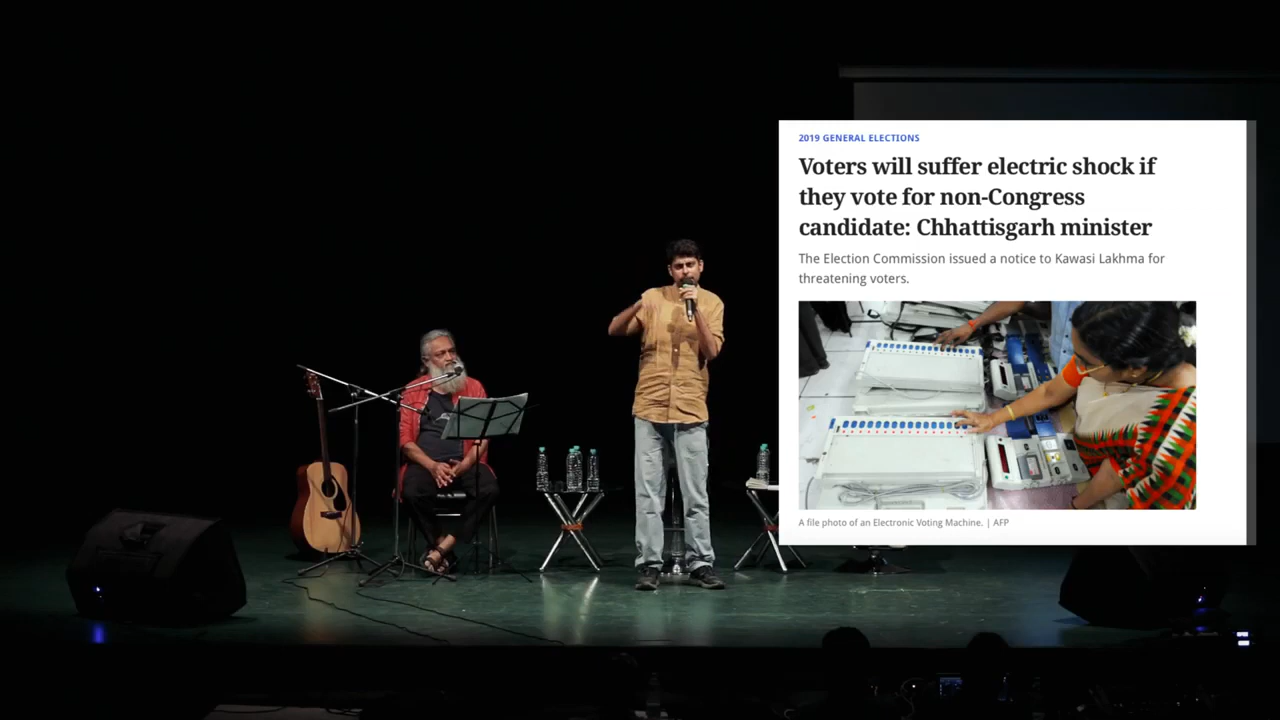 2019 GENERAL ELECTIONS
Voters will suffer electric shock if
they vote for non-Congress
candidate: Chhattisgarh minister
The Election Commission issued a notice to Kawasi Lakhma for
threatening voters.
A file photo of an Electronic Voting Machine. | AFP